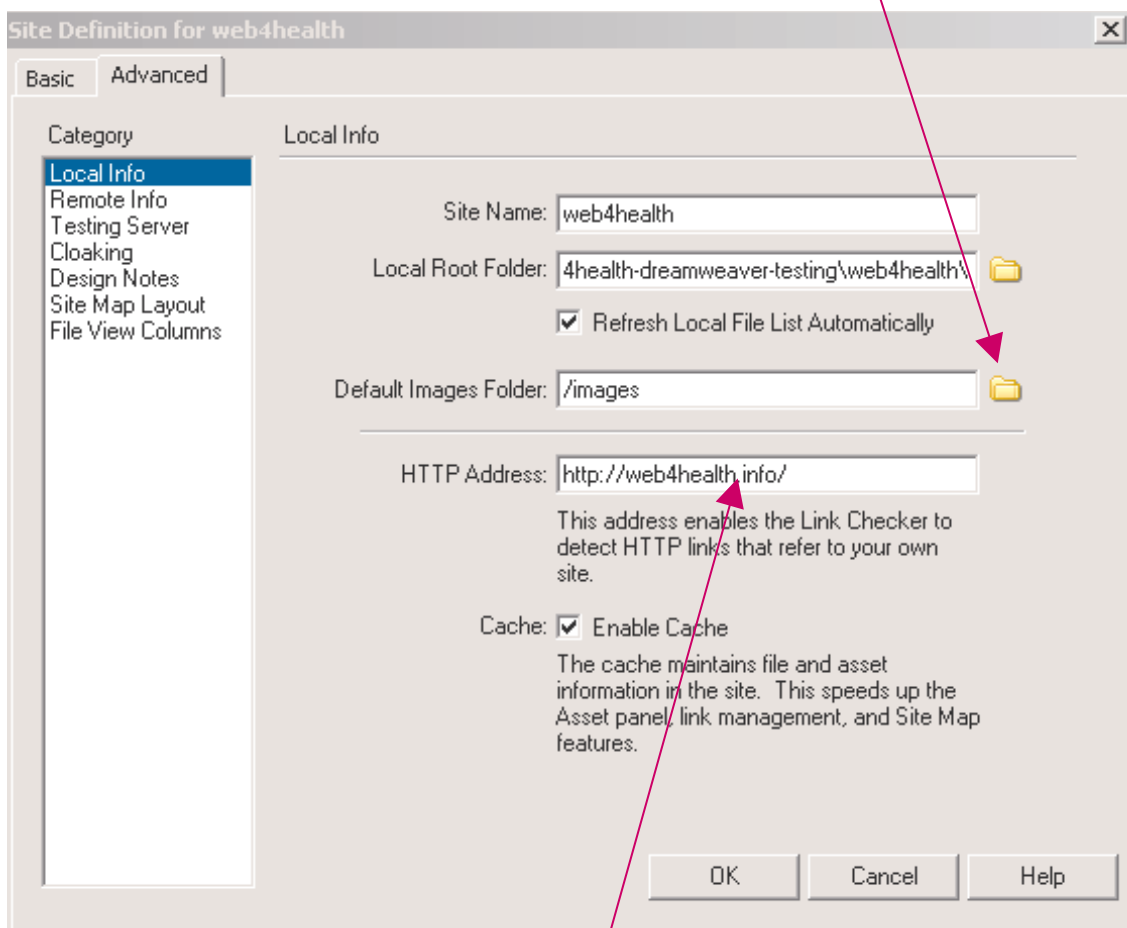 Site Definition for web4health
Basic
Advanced
Category
Local Info
Local Info
Remote Info
Testing Server
Cloaking
Design Notes
Site Map Layout
File View Columns
Site Name: web4health
Local Root Folder: 4health-dreamweaver-testing\web4health\
Refresh Local File List Automatically
Default Images Folder: /images
HTTP Address: http://web4health.info/
This address enables the Link Checker to
detect HTTP links that refer to your own
site.
Cache: Enable Cache
The cache maintains file and asset
information in the site. This speeds up the
Asset panel, link management, and Site Map
features.
OK
Cancel
Help